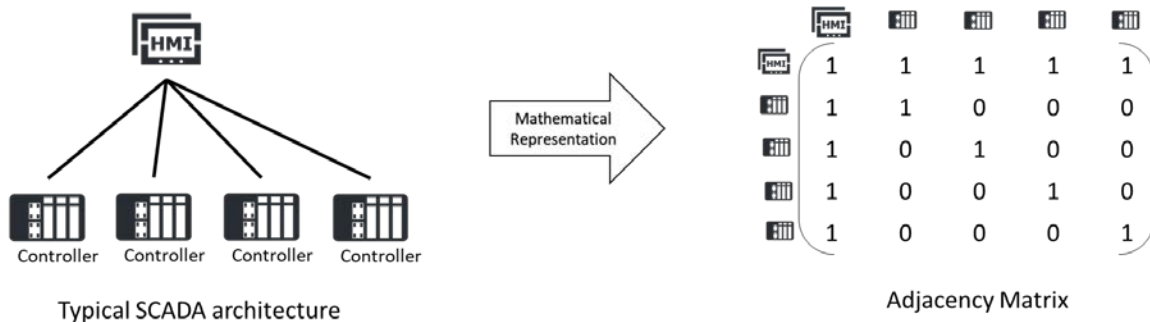 HMI
Controller Controller Controller Controller
Typical SCADA architecture
Mathematical
Representation
HMI
HMI 1 1 1 1 1
1 1 0 0 0
1 0 1 0 0
1 0 0 1 0
1 0 0 0 1
Adjacency Matrix